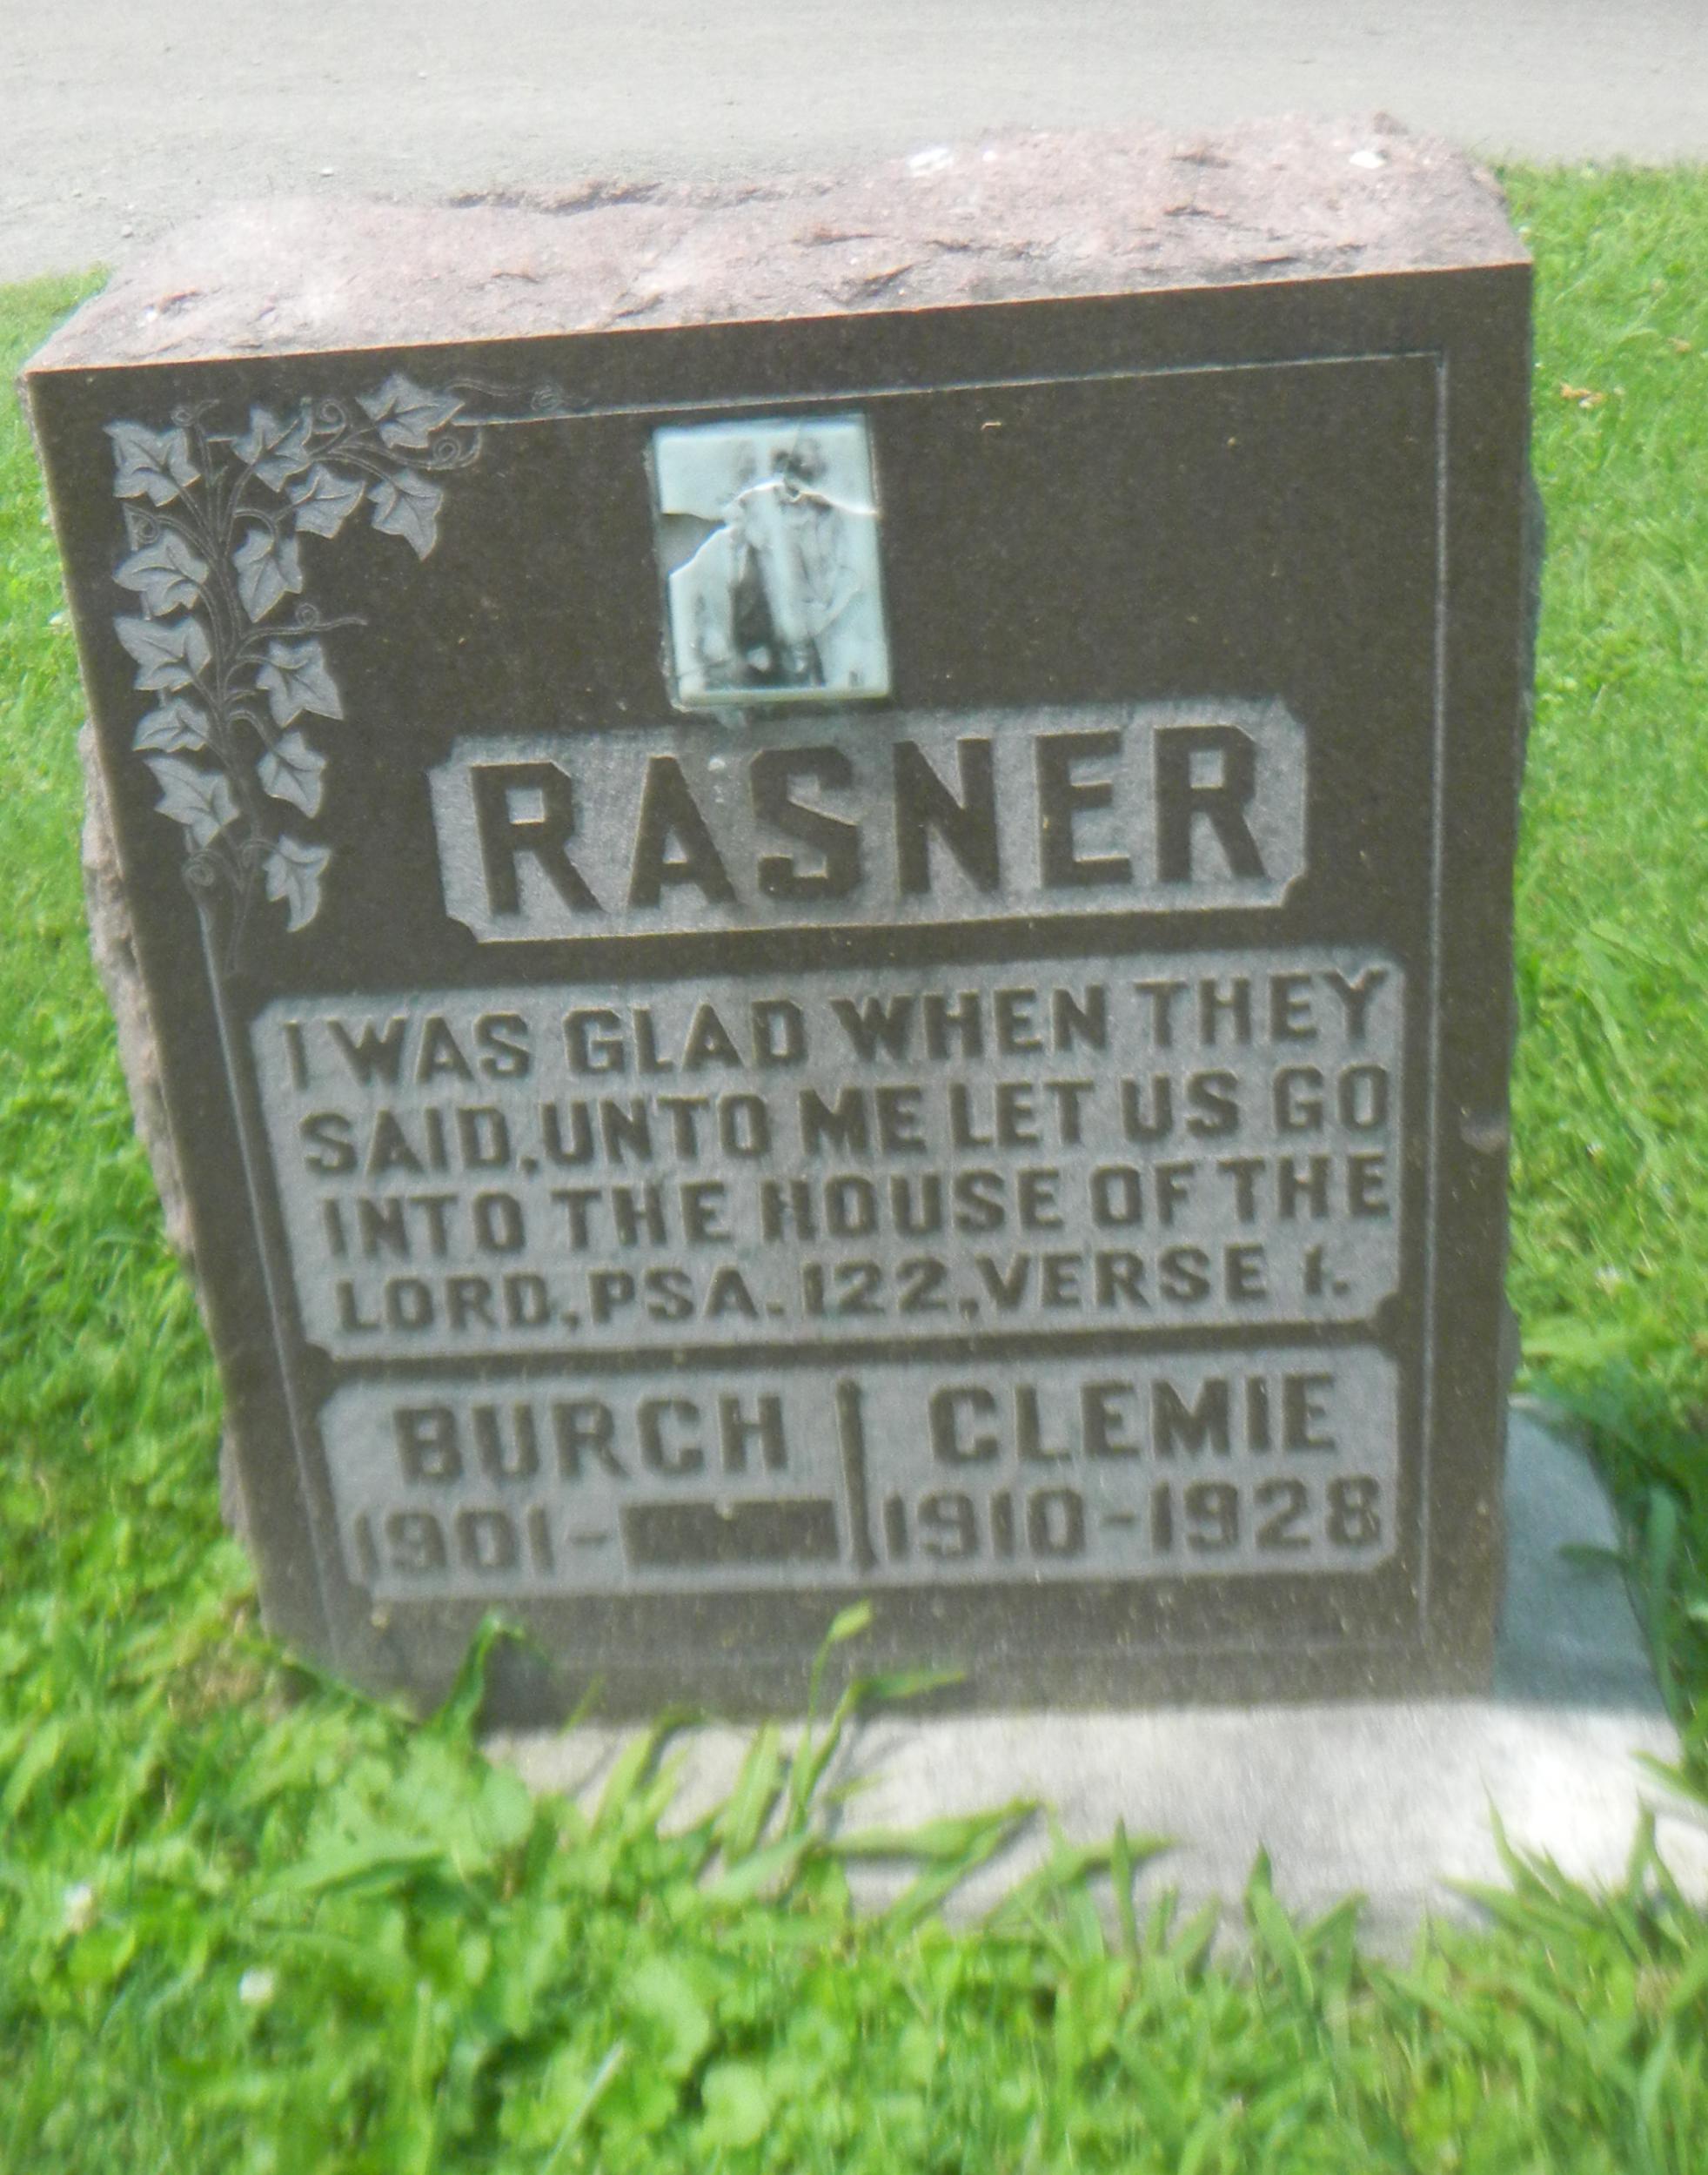 RASNER
I WAS GLAD WHEN THEY
SAID, UNTO ME LET US GO
INTO THE HOUSE OF THE
LORD, PSA. 122, VERSE 1.
BURCH CLEMIE
1901- 1910-1928